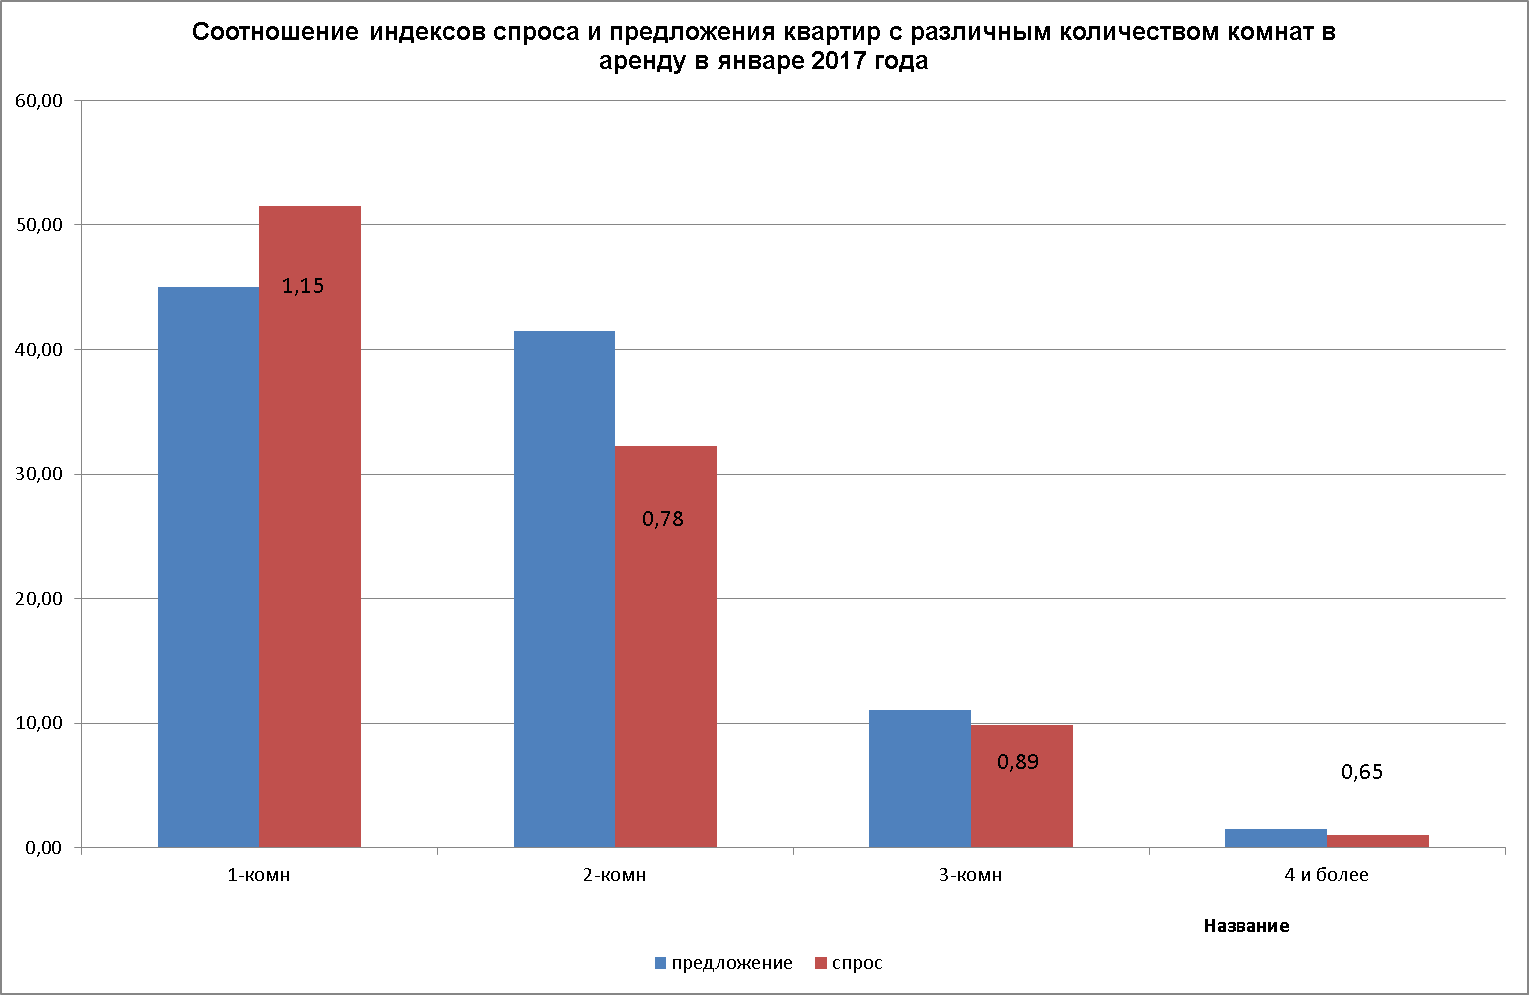 Соотношение индексов спроса и предложения квартир с различным количеством комнат в
аренду в январе 2017 года
60,00
50,00
40,00
30,00
20,00
10,00
0,00
1,15
0,78
0,89
0,65
1-комн
2-комн
3-комн
4 и более
Название
предложение
спрос